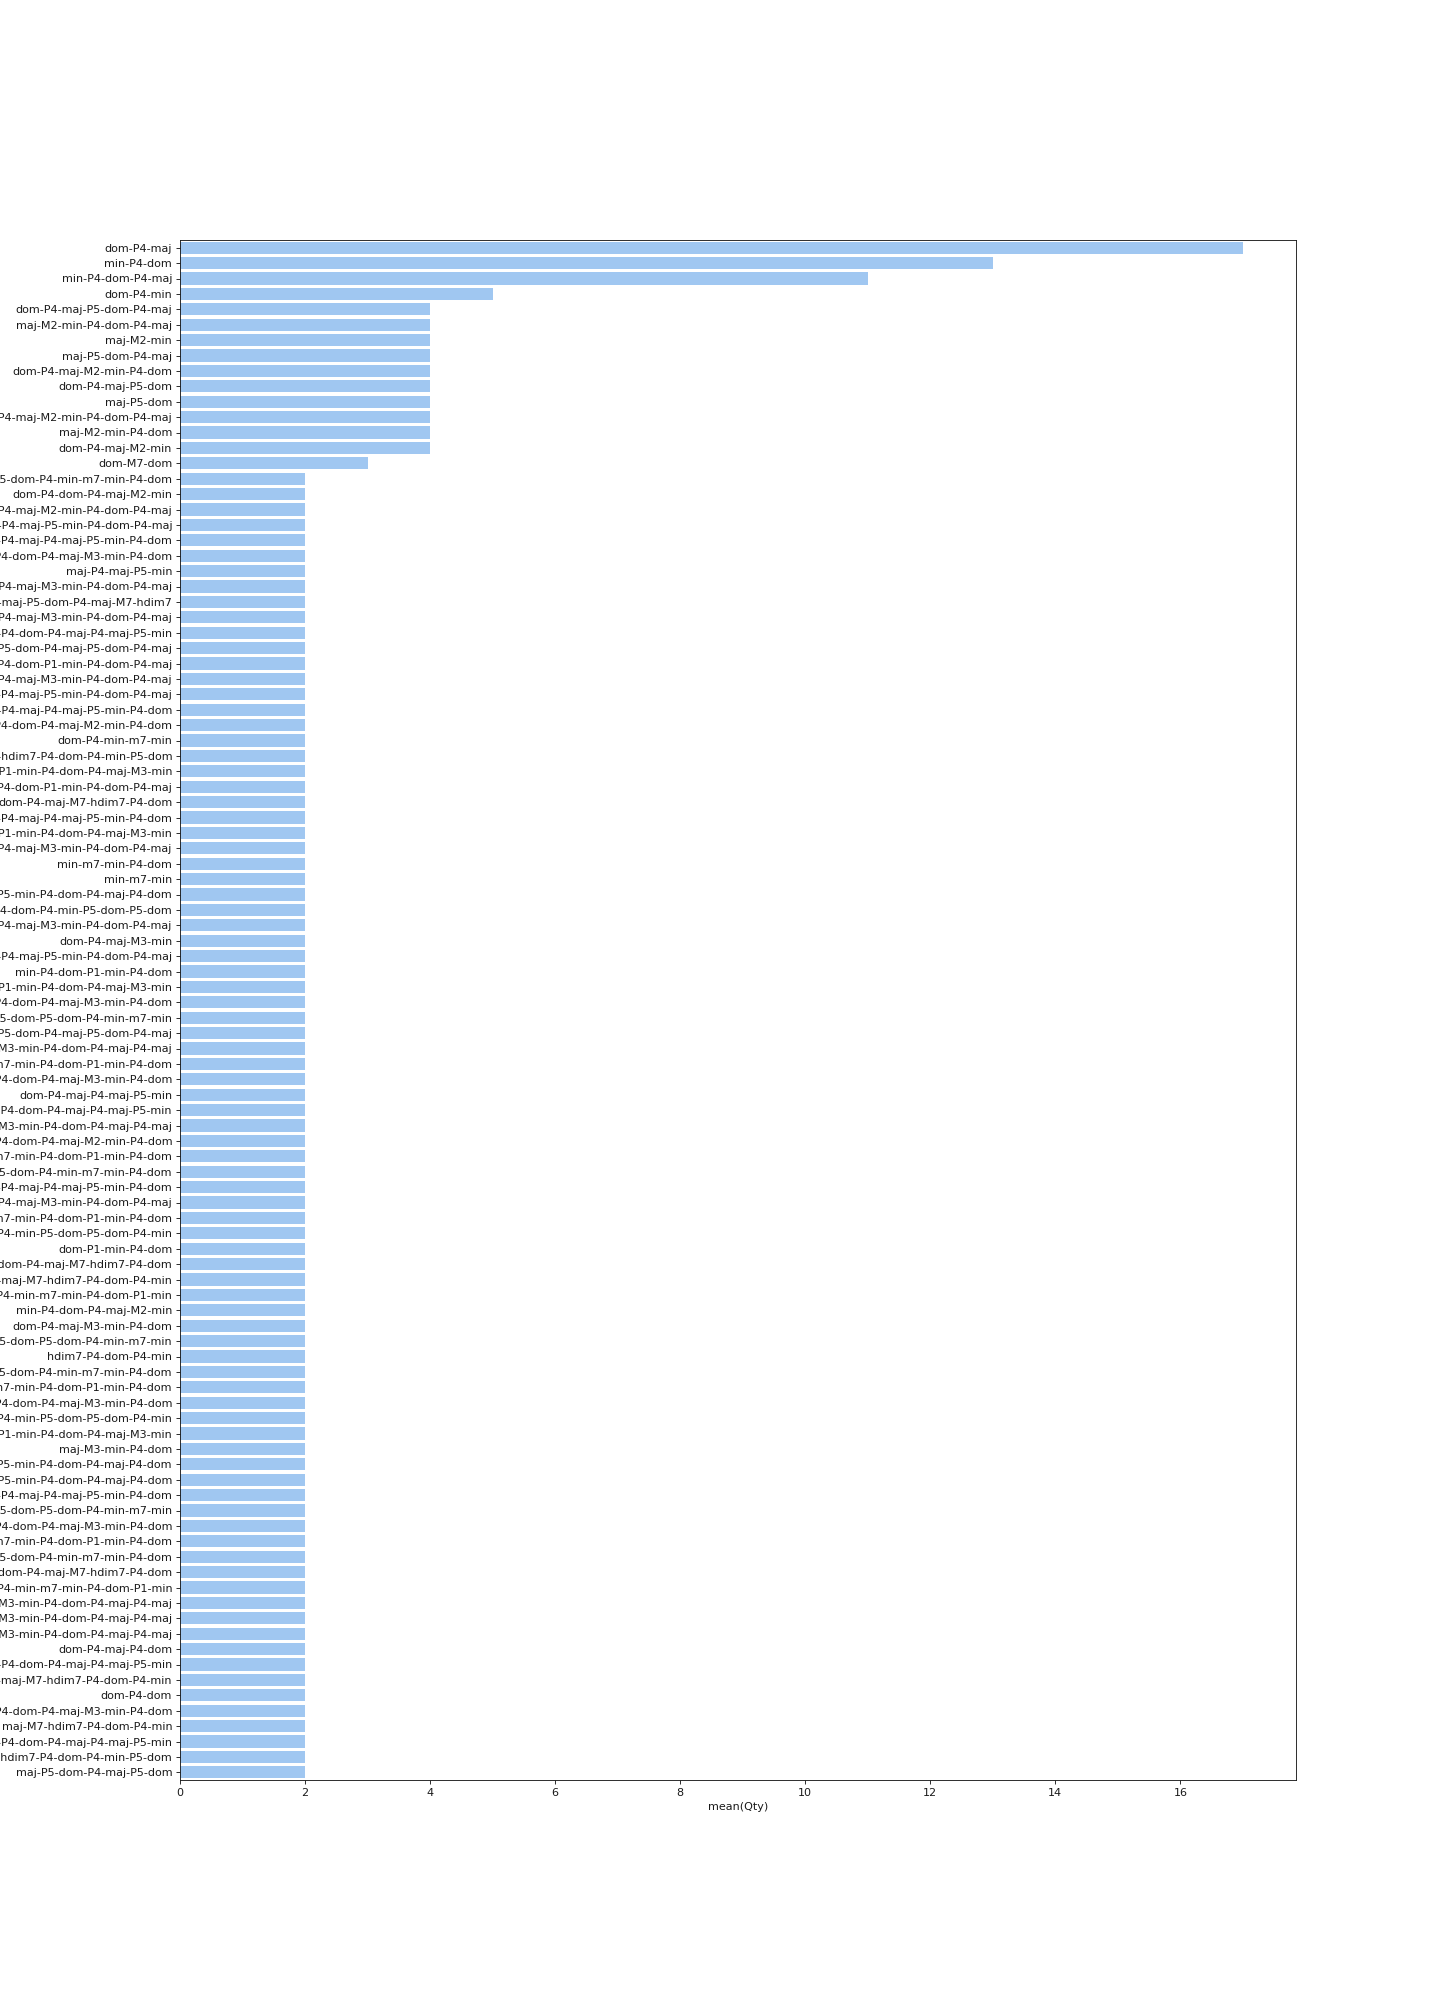 dom-P4-maj
min-P4-dom
min-P4-dom-P4-maj
dom-P4-min
dom-P4-maj-P5-dom-P4-maj
maj-M2-min-P4-dom-P4-maj
maj-M2-min
maj-P5-dom-P4-maj
dom-P4-maj-M2-min-P4-dom
dom-P4-maj-P5-dom
maj-P5-dom
P4-maj-M2-min-P4-dom-P4-maj
maj-M2-min-P4-dom
dom-P4-maj-M2-min
dom-M7-dom
5-dom-P4-min-m7-min-P4-dom
dom-P4-dom-P4-maj-M2-min
P4-maj-M2-min-P4-dom-P4-maj
-P4-maj-P5-min-P4-dom-P4-maj
-P4-maj-P4-maj-P5-min-P4-dom
P4-dom-P4-maj-M3-min-P4-dom
maj-P4-maj-P5-min
P4-maj-M3-min-P4-dom-P4-maj
-maj-P5-dom-P4-maj-M7-hdim7
P4-maj-M3-min-P4-dom-P4-maj
-P4-dom-P4-maj-P4-maj-P5-min
P5-dom-P4-maj-P5-dom-P4-maj
P4-dom-P1-min-P4-dom-P4-maj
P4-maj-M3-min-P4-dom-P4-maj
-P4-maj-P5-min-P4-dom-P4-maj
-P4-maj-P4-maj-P5-min-P4-dom
P4-dom-P4-maj-M2-min-P4-dom
dom-P4-min-m7-min
-hdim7-P4-dom-P4-min-P5-dom
P1-min-P4-dom-P4-maj-M3-min
P4-dom-P1-min-P4-dom-P4-maj
dom-P4-maj-M7-hdim7-P4-dom
-P4-maj-P4-maj-P5-min-P4-dom
P1-min-P4-dom-P4-maj-M3-min
P4-maj-M3-min-P4-dom-P4-maj
min-m7-min-P4-dom
min-m7-min
P5-min-P4-dom-P4-maj-P4-dom
4-dom-P4-min-P5-dom-P5-dom
P4-maj-M3-min-P4-dom-P4-maj
dom-P4-maj-M3-min
-P4-maj-P5-min-P4-dom-P4-maj
min-P4-dom-P1-min-P4-dom
P1-min-P4-dom-P4-maj-M3-min
P4-dom-P4-maj-M3-min-P4-dom
5-dom-P5-dom-P4-min-m7-min
P5-dom-P4-maj-P5-dom-P4-maj
M3-min-P4-dom-P4-maj-P4-maj
m7-min-P4-dom-P1-min-P4-dom
P4-dom-P4-maj-M3-min-P4-dom
dom-P4-maj-P4-maj-P5-min
-P4-dom-P4-maj-P4-maj-P5-min
M3-min-P4-dom-P4-maj-P4-maj
P4-dom-P4-maj-M2-min-P4-dom
m7-min-P4-dom-P1-min-P4-dom
5-dom-P4-min-m7-min-P4-dom
-P4-maj-P4-maj-P5-min-P4-dom
P4-maj-M3-min-P4-dom-P4-maj
m7-min-P4-dom-P1-min-P4-dom
P4-min-P5-dom-P5-dom-P4-min
dom-P1-min-P4-dom
dom-P4-maj-M7-hdim7-P4-dom
-maj-M7-hdim7-P4-dom-P4-min
P4-min-m7-min-P4-dom-P1-min
min-P4-dom-P4-maj-M2-min
dom-P4-maj-M3-min-P4-dom
5-dom-P5-dom-P4-min-m7-min
hdim7-P4-dom-P4-min
5-dom-P4-min-m7-min-P4-dom
m7-min-P4-dom-P1-min-P4-dom
P4-dom-P4-maj-M3-min-P4-dom
P4-min-P5-dom-P5-dom-P4-min
P1-min-P4-dom-P4-maj-M3-min
maj-M3-min-P4-dom
P5-min-P4-dom-P4-maj-P4-dom
P5-min-P4-dom-P4-maj-P4-dom
-P4-maj-P4-maj-P5-min-P4-dom
5-dom-P5-dom-P4-min-m7-min
P4-dom-P4-maj-M3-min-P4-dom
m7-min-P4-dom-P1-min-P4-dom
5-dom-P4-min-m7-min-P4-dom
dom-P4-maj-M7-hdim7-P4-dom
P4-min-m7-min-P4-dom-P1-min
M3-min-P4-dom-P4-maj-P4-maj
M3-min-P4-dom-P4-maj-P4-maj
M3-min-P4-dom-P4-maj-P4-maj
dom-P4-maj-P4-dom
-P4-dom-P4-maj-P4-maj-P5-min
-maj-M7-hdim7-P4-dom-P4-min
dom-P4-dom
P4-dom-P4-maj-M3-min-P4-dom
maj-M7-hdim7-P4-dom-P4-min
-P4-dom-P4-maj-P4-maj-P5-min
-hdim7-P4-dom-P4-min-P5-dom
maj-P5-dom-P4-maj-P5-dom
0 2 4 6 8 10 12 14 16
mean(Qty)